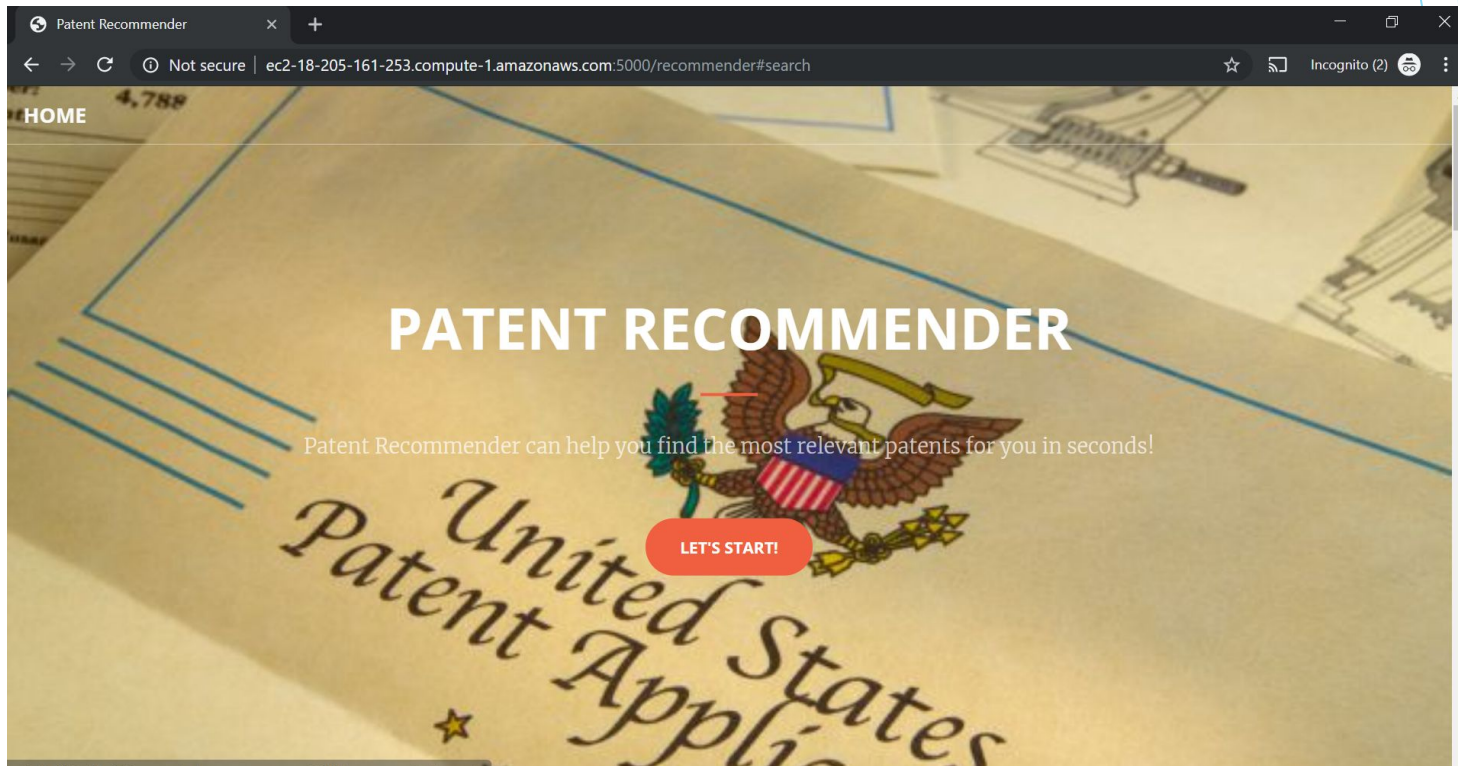 Patent Recommender
Not secure | ec2-18-205-161-253.compute-1.amazonaws.com:5000/recommender#search
Incognito (2)
4,788
HOME
PATENT RECOMMENDER
Patent Recommender can help you find the most relevant patents for you in seconds!
LET'S START!
United States
Patent Applic